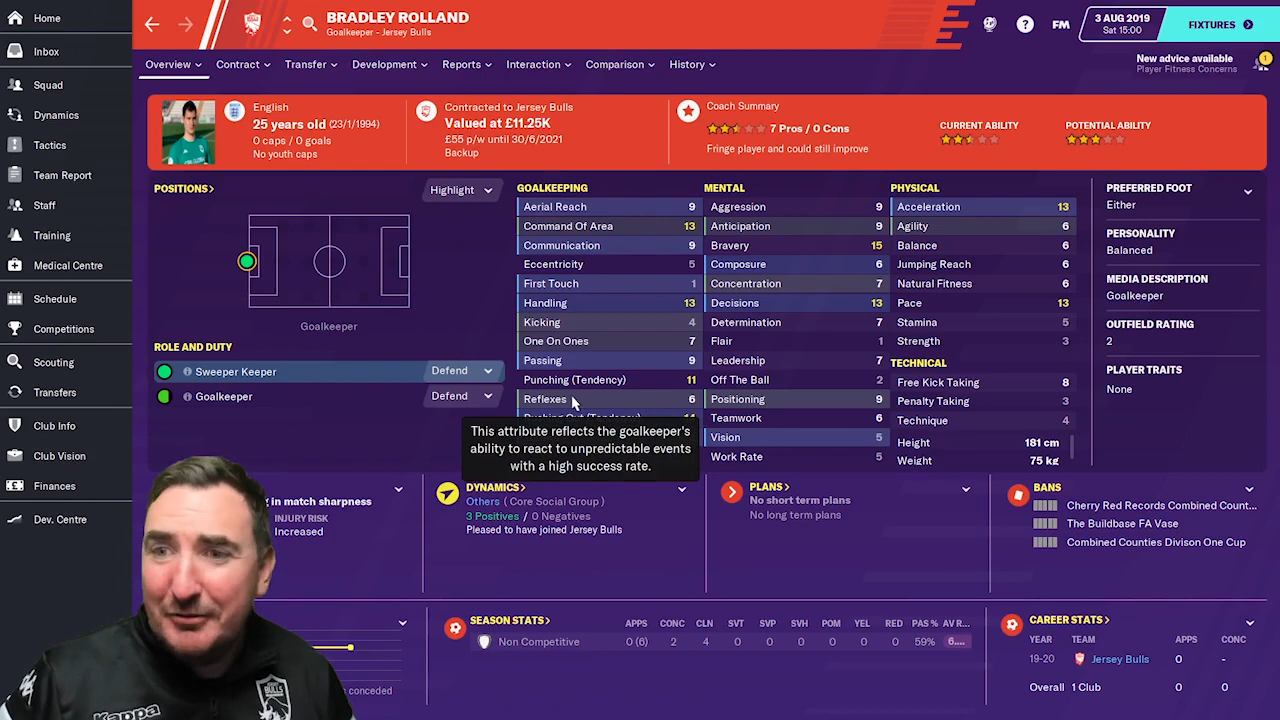 Home
Inbox
Squad
Dynamics
Tactics
Team Report
Staff
Training
Medical Centre
Schedule
Competitions
Scouting
Transfers
Club Info
Club Vision
Finances
Dev. Centre
BRADLEY ROLLAND
Goalkeeper - Jersey Bulls
?
FM
3 AUG 2019
Sat 15:00
FIXTURES
Overview
Contract
Transfer
Development
Reports
Interaction
Comparison
History
New advice available
Player Fitness Concerns
1
English
25 years old (23/1/1994)
0 caps / 0 goals
No youth caps
Contracted to Jersey Bulls
Valued at £11.25K
£55 p/w until 30/6/2021
Backup
Coach Summary
7 Pros / 0 Cons
Fringe player and could still improve
CURRENT ABILITY
POTENTIAL ABILITY
POSITIONS
Highlight
Goalkeeper
ROLE AND DUTY
Sweeper Keeper Defend
Goalkeeper Defend
GOALKEEPING
Aerial Reach 9
Command Of Area 13
Communication 9
Eccentricity 5
First Touch 1
Handling 13
Kicking 4
One On Ones 7
Passing 9
Punching (Tendency) 11
Reflexes 6
This attribute reflects the goalkeeper's
ability to react to unpredictable events
with a high success rate.
MENTAL
Aggression 9
Anticipation 9
Bravery 15
Composure 6
Concentration 7
Decisions 13
Determination 7
Flair 1
Leadership 7
Off The Ball 2
Positioning 9
Teamwork 6
Vision 5
Work Rate 5
PHYSICAL
Acceleration 13
Agility 6
Balance 6
Jumping Reach 6
Natural Fitness 6
Pace 13
Stamina 5
Strength 3
TECHNICAL
Free Kick Taking 8
Penalty Taking 3
Technique 4
Height 181 cm
Weight 75 kg
PREFERRED FOOT
Either
PERSONALITY
Balanced
MEDIA DESCRIPTION
Goalkeeper
OUTFIELD RATING
2
PLAYER TRAITS
None
in match sharpness
INJURY RISK
Increased
DYNAMICS
Others ( Core Social Group )
3 Positives / 0 Negatives
Pleased to have joined Jersey Bulls
PLANS
No short term plans
No long term plans
BANS
Cherry Red Records Combined Count...
The Buildbase FA Vase
Combined Counties Divison One Cup
conceded
SEASON STATS
APPS CONC CLN SVT SVP SVH POM YEL RED PAS % AV R...
Non Competitive 0 (6) 2 4 0 0 0 0 0 0 59% 6....
CAREER STATS
YEAR TEAM APPS CONC
19-20 Jersey Bulls 0 -
Overall 1 Club 0 0
Kappa
JERSEY
BULLS